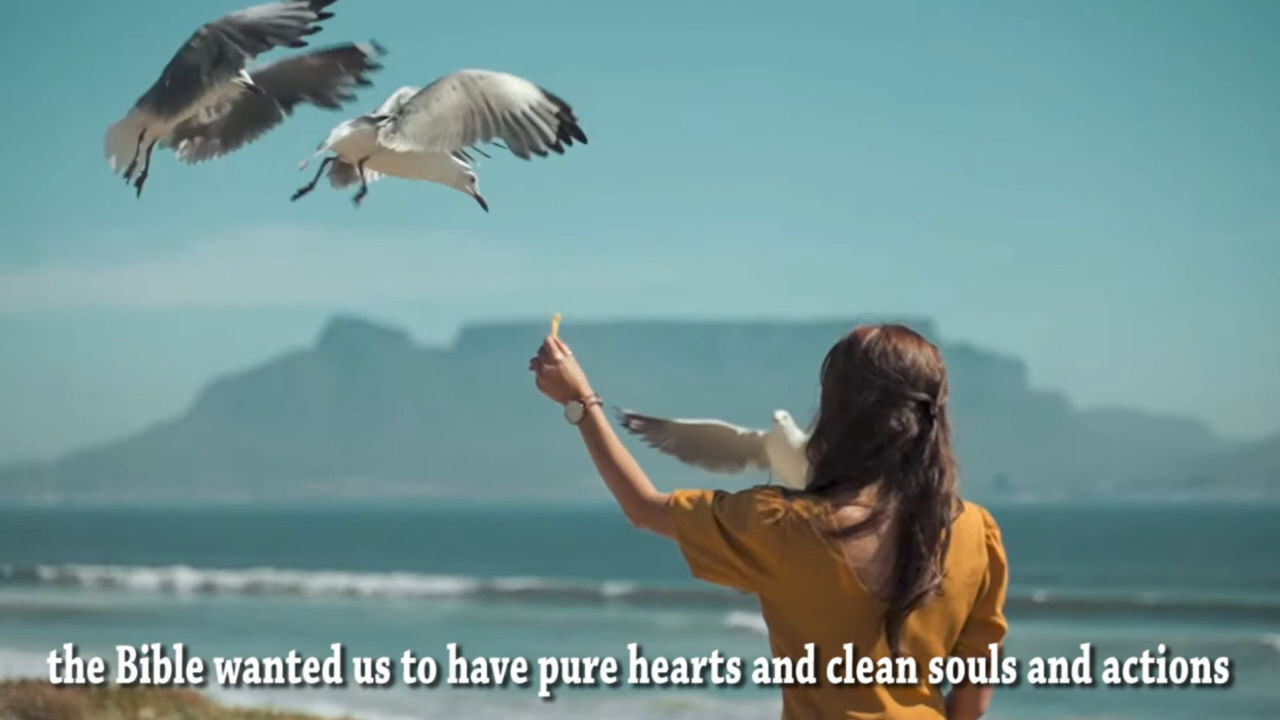 the Bible wanted us to have pure hearts and clean souls and actions